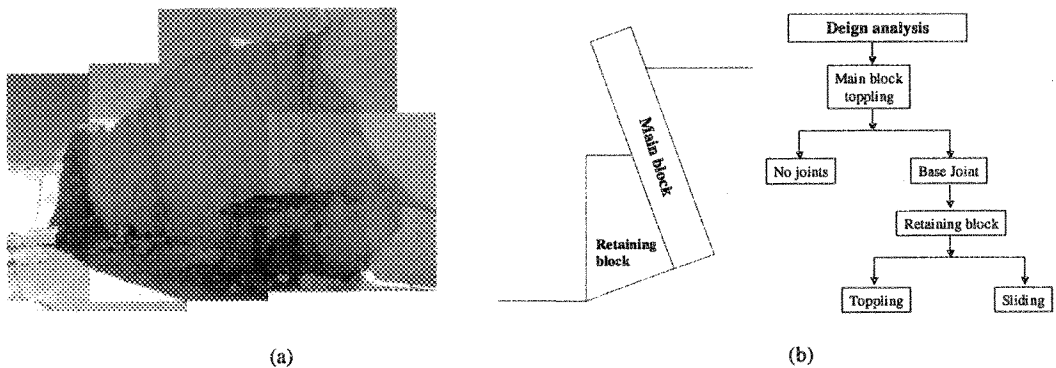 Deign analysis
Main block
toppling
No joints
Base Joint
Retaining block
Toppling
Sliding
Main block
Retaining
block
(a)
(b)